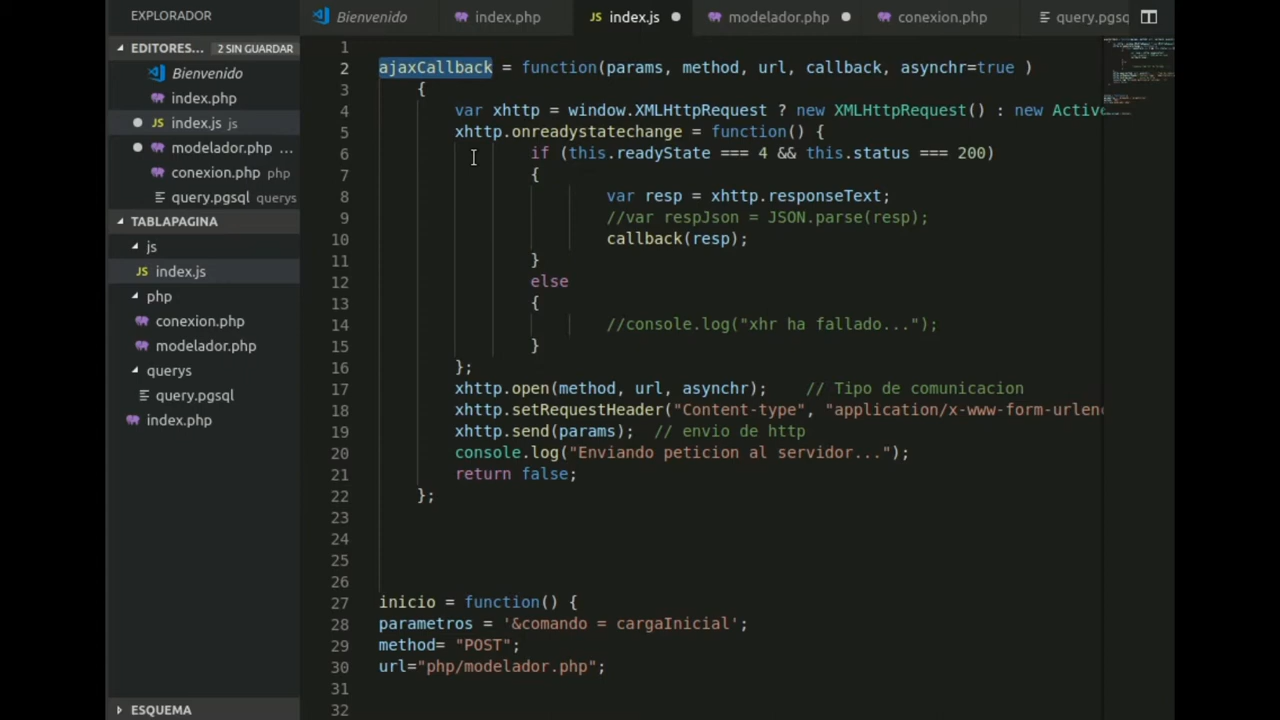 EXPLORADOR
Bienvenido
index.php
index.js
modelador.php
conexion.php
query.pgsq
EDITORES... 2 SIN GUARDAR
Bienvenido
index.php
index.js js
modelador.php ...
conexion.php php
query.pgsql querys
TABLAPAGINA
js
index.js
php
conexion.php
modelador.php
querys
query.pgsql
index.php
ESQUEMA
1
2 ajaxCallback = function(params, method, url, callback, asynchr=true )
3 {
4 var xhttp = window.XMLHttpRequest ? new XMLHttpRequest() : new Active
5 xhttp.onreadystatechange = function() {
6 if (this.readyState === 4 && this.status === 200)
7 {
8 var resp = xhttp.responseText;
9 //var respJson = JSON.parse(resp);
10 callback(resp);
11 }
12 else
13 {
14 //console.log("xhr ha fallado...");
15 }
16 };
17 xhttp.open(method, url, asynchr); // Tipo de comunicacion
18 xhttp.setRequestHeader("Content-type", "application/x-www-form-urlenc
19 xhttp.send(params); // envio de http
20 console.log("Enviando peticion al servidor...");
21 return false;
22 };
23
24
25
26
27 inicio = function() {
28 parametros = '&comando = cargaInicial';
29 method= "POST";
30 url="php/modelador.php";
31
32